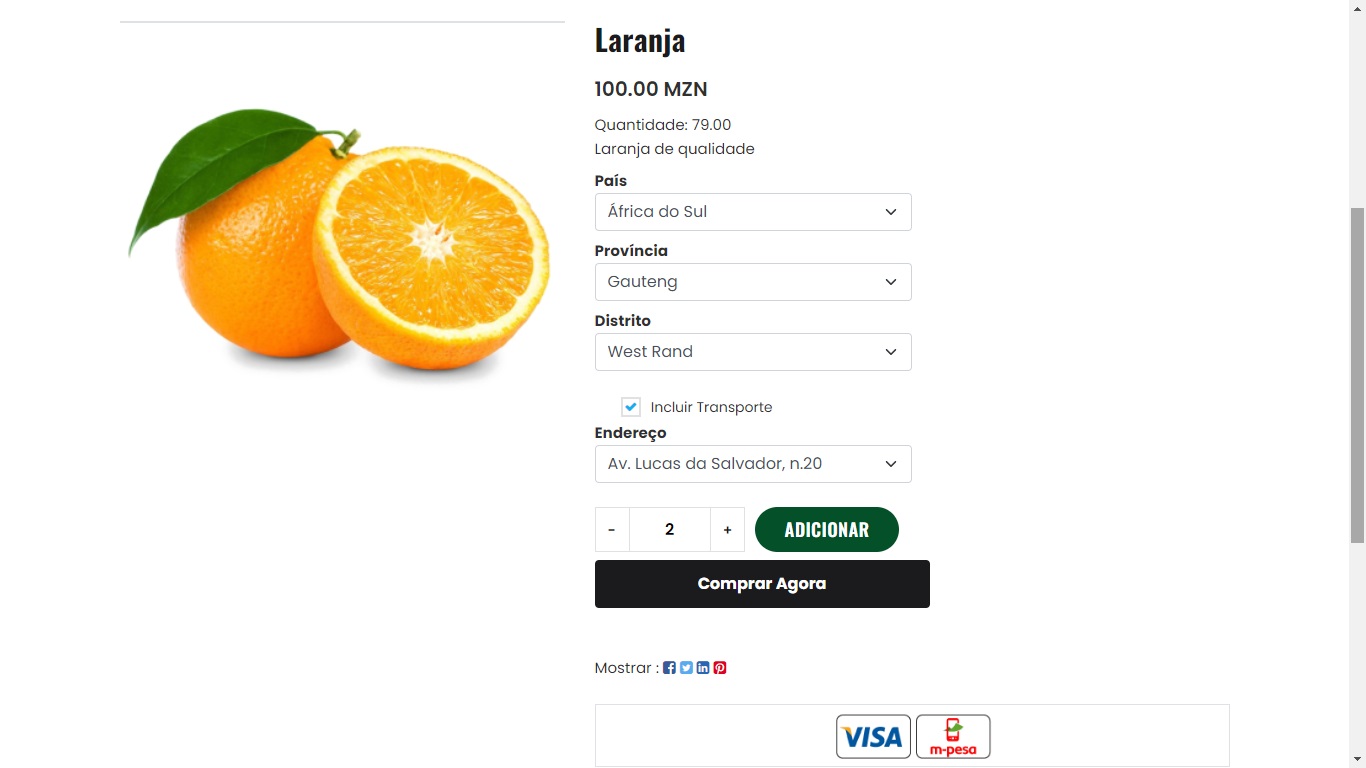 Laranja
100.00 MZN
Quantidade: 79.00
Laranja de qualidade
País
África do Sul
Província
Gauteng
Distrito
West Rand
Incluir Transporte
Endereço
Av. Lucas da Salvador, n.20
- 2 + ADICIONAR
Comprar Agora
Mostrar :
VISA m-pesa